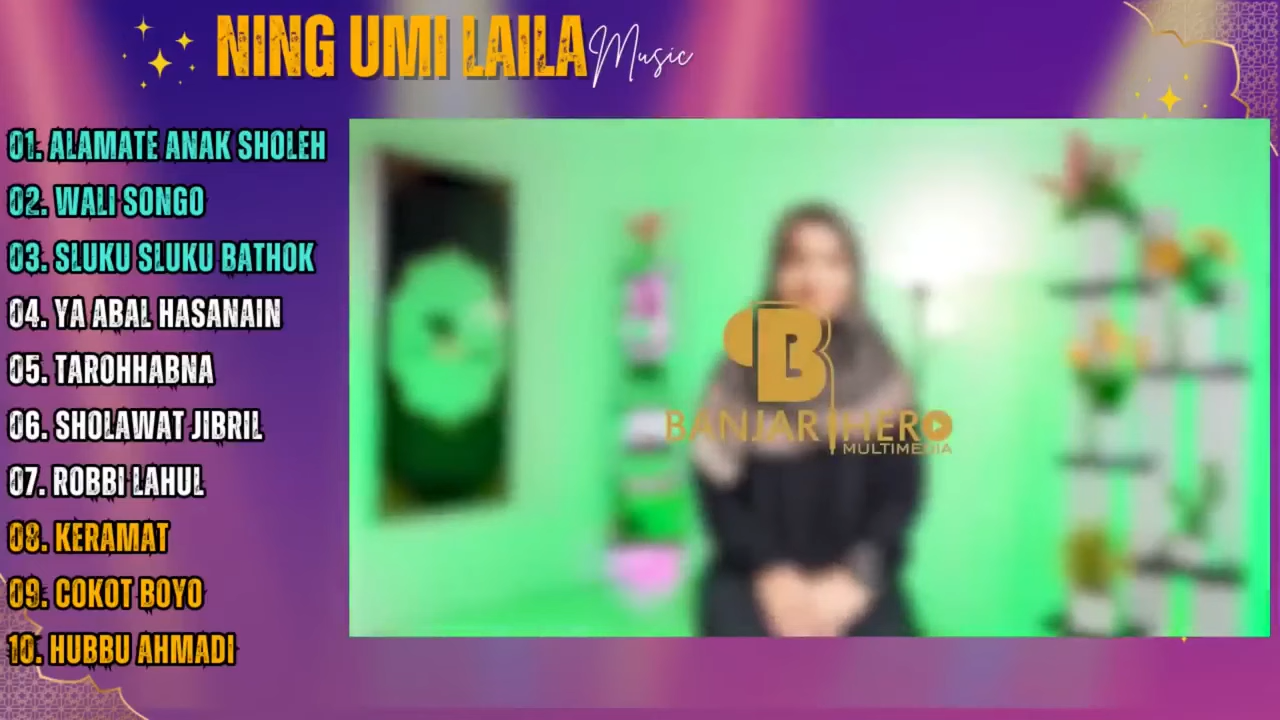 NING UMI LAILA Music
01. ALAMATE ANAK SHOLEH
02. WALI SONGO
03. SLUKU SLUKU BATHOK
04. YA ABAL HASANAIN
05. TAROHHABNA
06. SHOLAWAT JIBRIL
07. ROBBI LAHUL
08. KERAMAT
09. COKOT BOYO
10. HUBBU AHMADI
B
BANJAR HERO
MULTIMEDIA